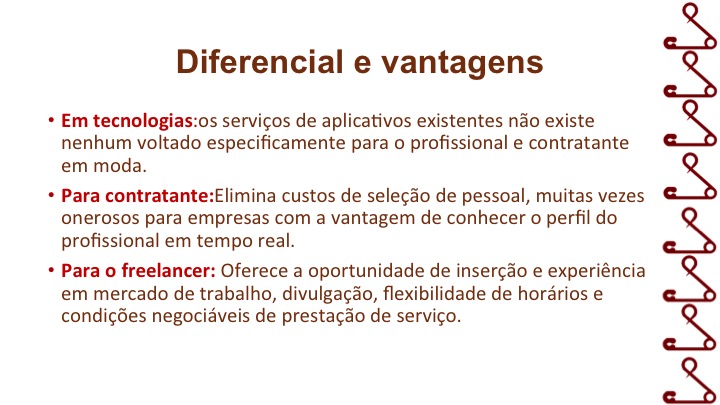 Diferencial e vantagens
• Em tecnologias:os serviços de aplicativos existentes não existe
nenhum voltado especificamente para o profissional e contratante
em moda.
• Para contratante:Elimina custos de seleção de pessoal, muitas vezes
onerosos para empresas com a vantagem de conhecer o perfil do
profissional em tempo real.
• Para o freelancer: Oferece a oportunidade de inserção e experiência
em mercado de trabalho, divulgação, flexibilidade de horários e
condições negociáveis de prestação de serviço.